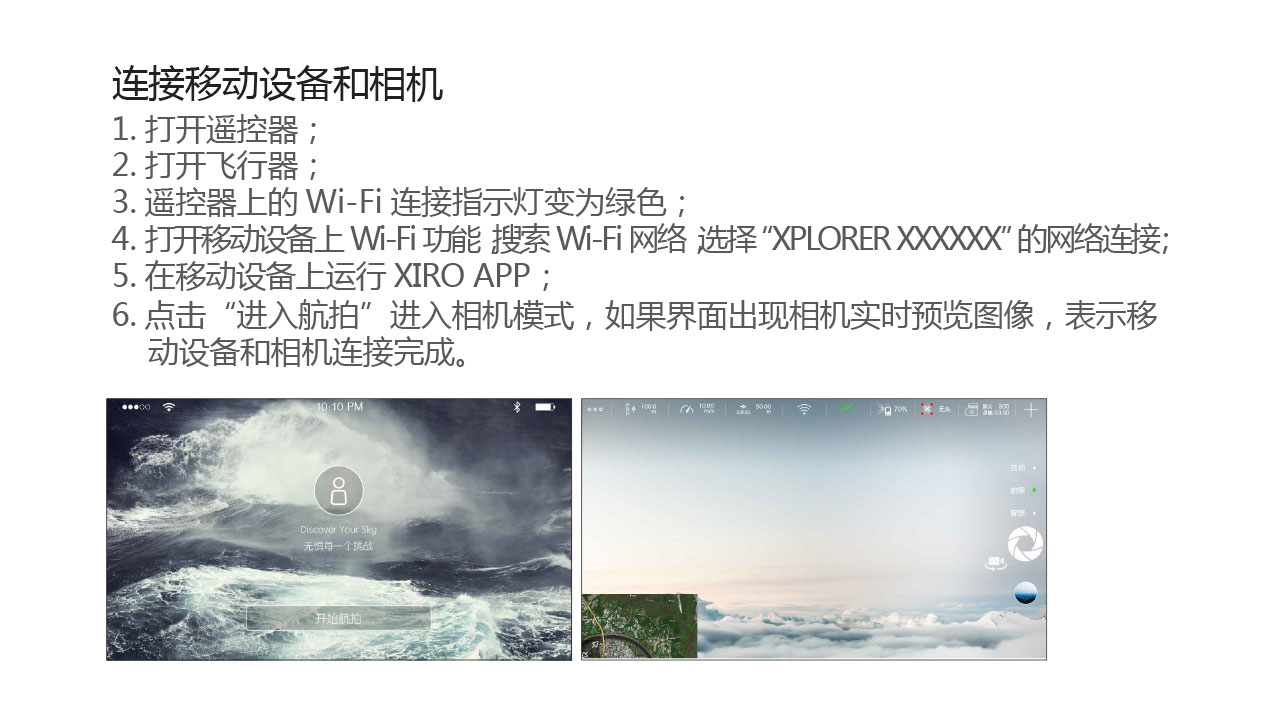 连接移动设备和相机
1. 打开遥控器；
2. 打开飞行器；
3. 遥控器上的 Wi-Fi 连接指示灯变为绿色；
4. 打开移动设备上 Wi-Fi 功能 ,搜索 Wi-Fi 网络 ,选择 “XPLORER XXXXXX” 的网络连接;
5. 在移动设备上运行 XIRO APP；
6. 点击“进入航拍”进入相机模式，如果界面出现相机实时预览图像，表示移
动设备和相机连接完成。
10:10 PM
Discover Your Sky
无惧每一个挑战
开始航拍
100.0 m
10.00 m/s
50.00 m
70%
无头